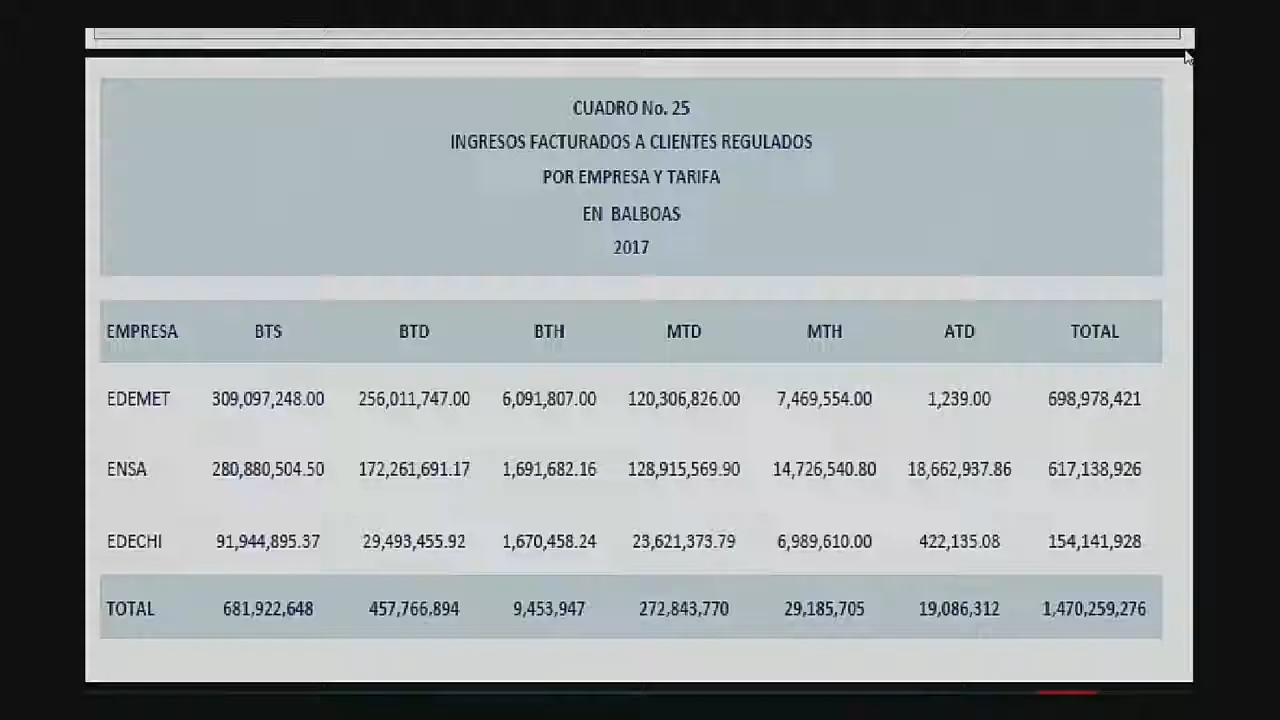 CUADRO No. 25
INGRESOS FACTURADOS A CLIENTES REGULADOS
POR EMPRESA Y TARIFA
EN BALBOAS
2017
EMPRESA BTS BTD BTH MTD MTH ATD TOTAL
EDEMET 309,097,248.00 256,011,747.00 6,091,807.00 120,306,826.00 7,469,554.00 1,239.00 698,978,421
ENSA 280,880,504.50 172,261,691.17 1,691,682.16 128,915,569.90 14,726,540.80 18,662,937.86 617,138,926
EDECHI 91,944,895.37 29,493,455.92 1,670,458.24 23,621,373.79 6,989,610.00 422,135.08 154,141,928
TOTAL 681,922,648 457,766,894 9,453,947 272,843,770 29,185,705 19,086,312 1,470,259,276